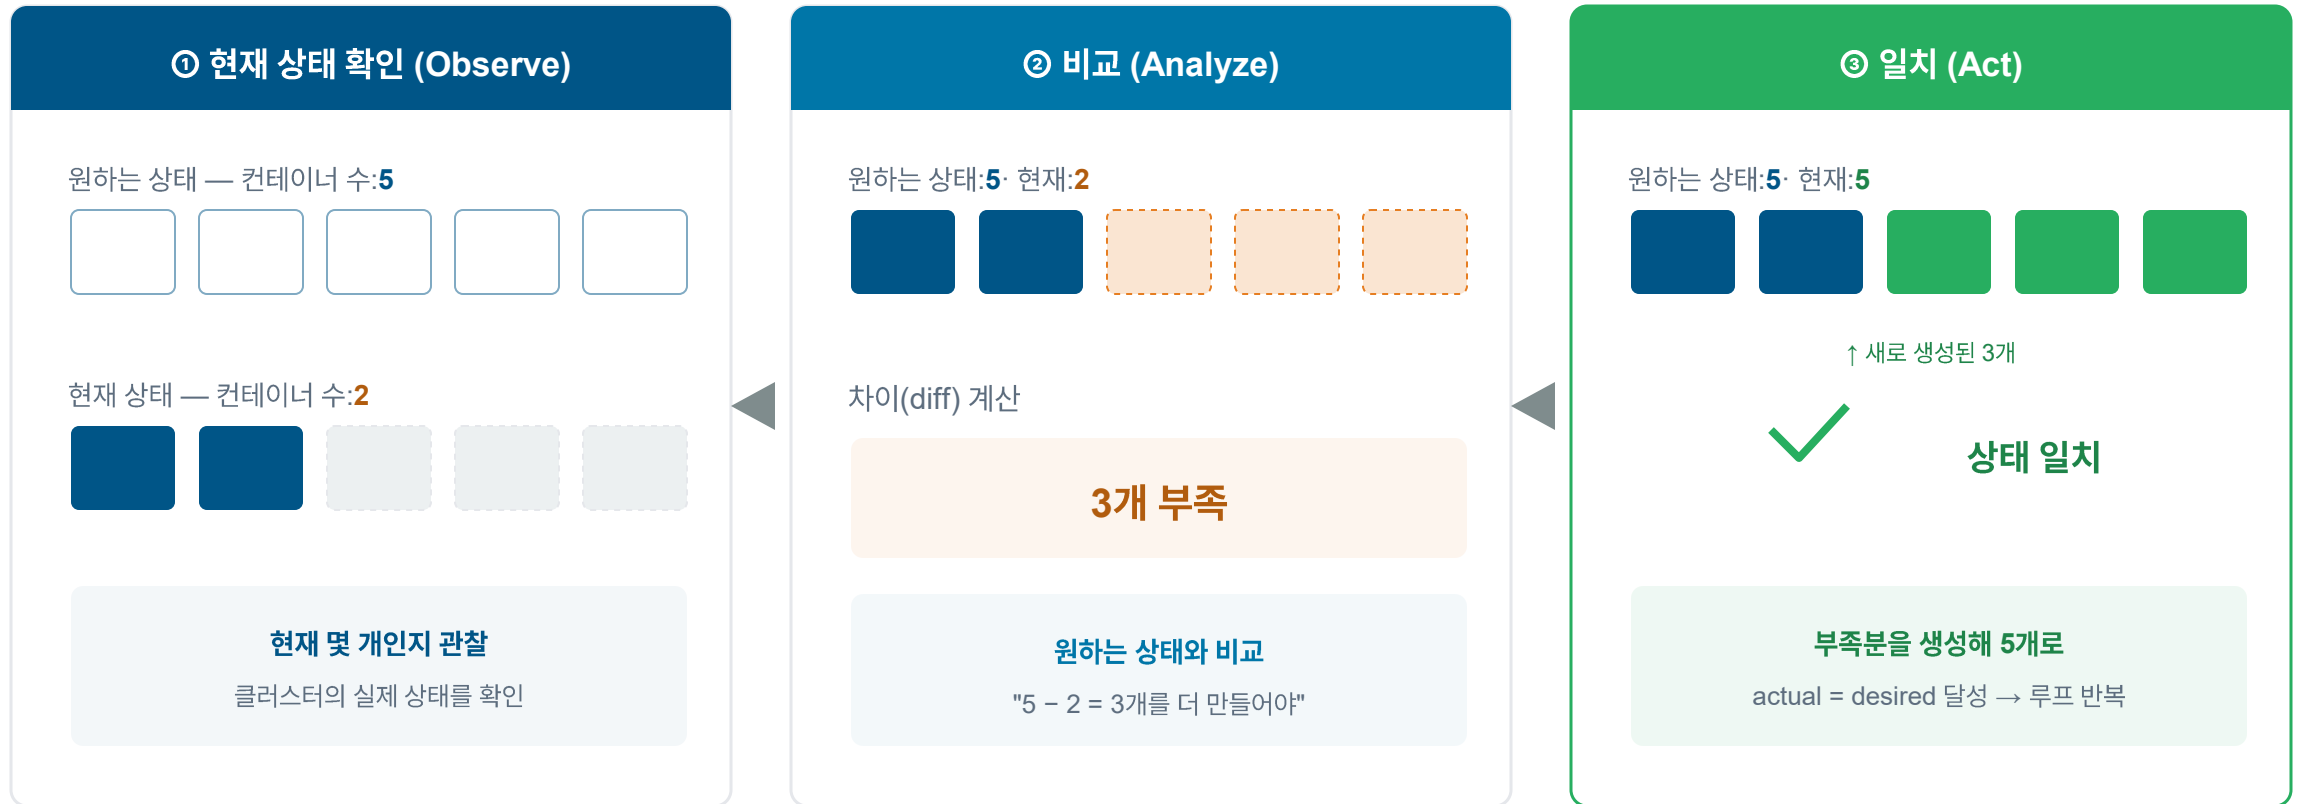 ① 현재 상태 확인 (Observe)
원하는 상태 — 컨테이너 수:5
현재 상태 — 컨테이너 수:2
현재 몇 개인지 관찰
클러스터의 실제 상태를 확인
② 비교 (Analyze)
원하는 상태:5· 현재:2
차이(diff) 계산
3개 부족
원하는 상태와 비교
"5 − 2 = 3개를 더 만들어야"
③ 일치 (Act)
원하는 상태:5· 현재:5
↑ 새로 생성된 3개
상태 일치
부족분을 생성해 5개로
actual = desired 달성 → 루프 반복